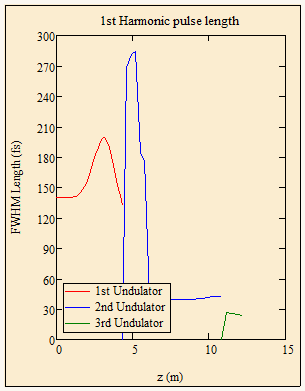 1st Harmonic pulse length
300
270
240
210
180
150
120
90
60
30
0
FWHM Length (fs)
1st Undulator
2nd Undulator
3rd Undulator
0 5 10 15
z (m)